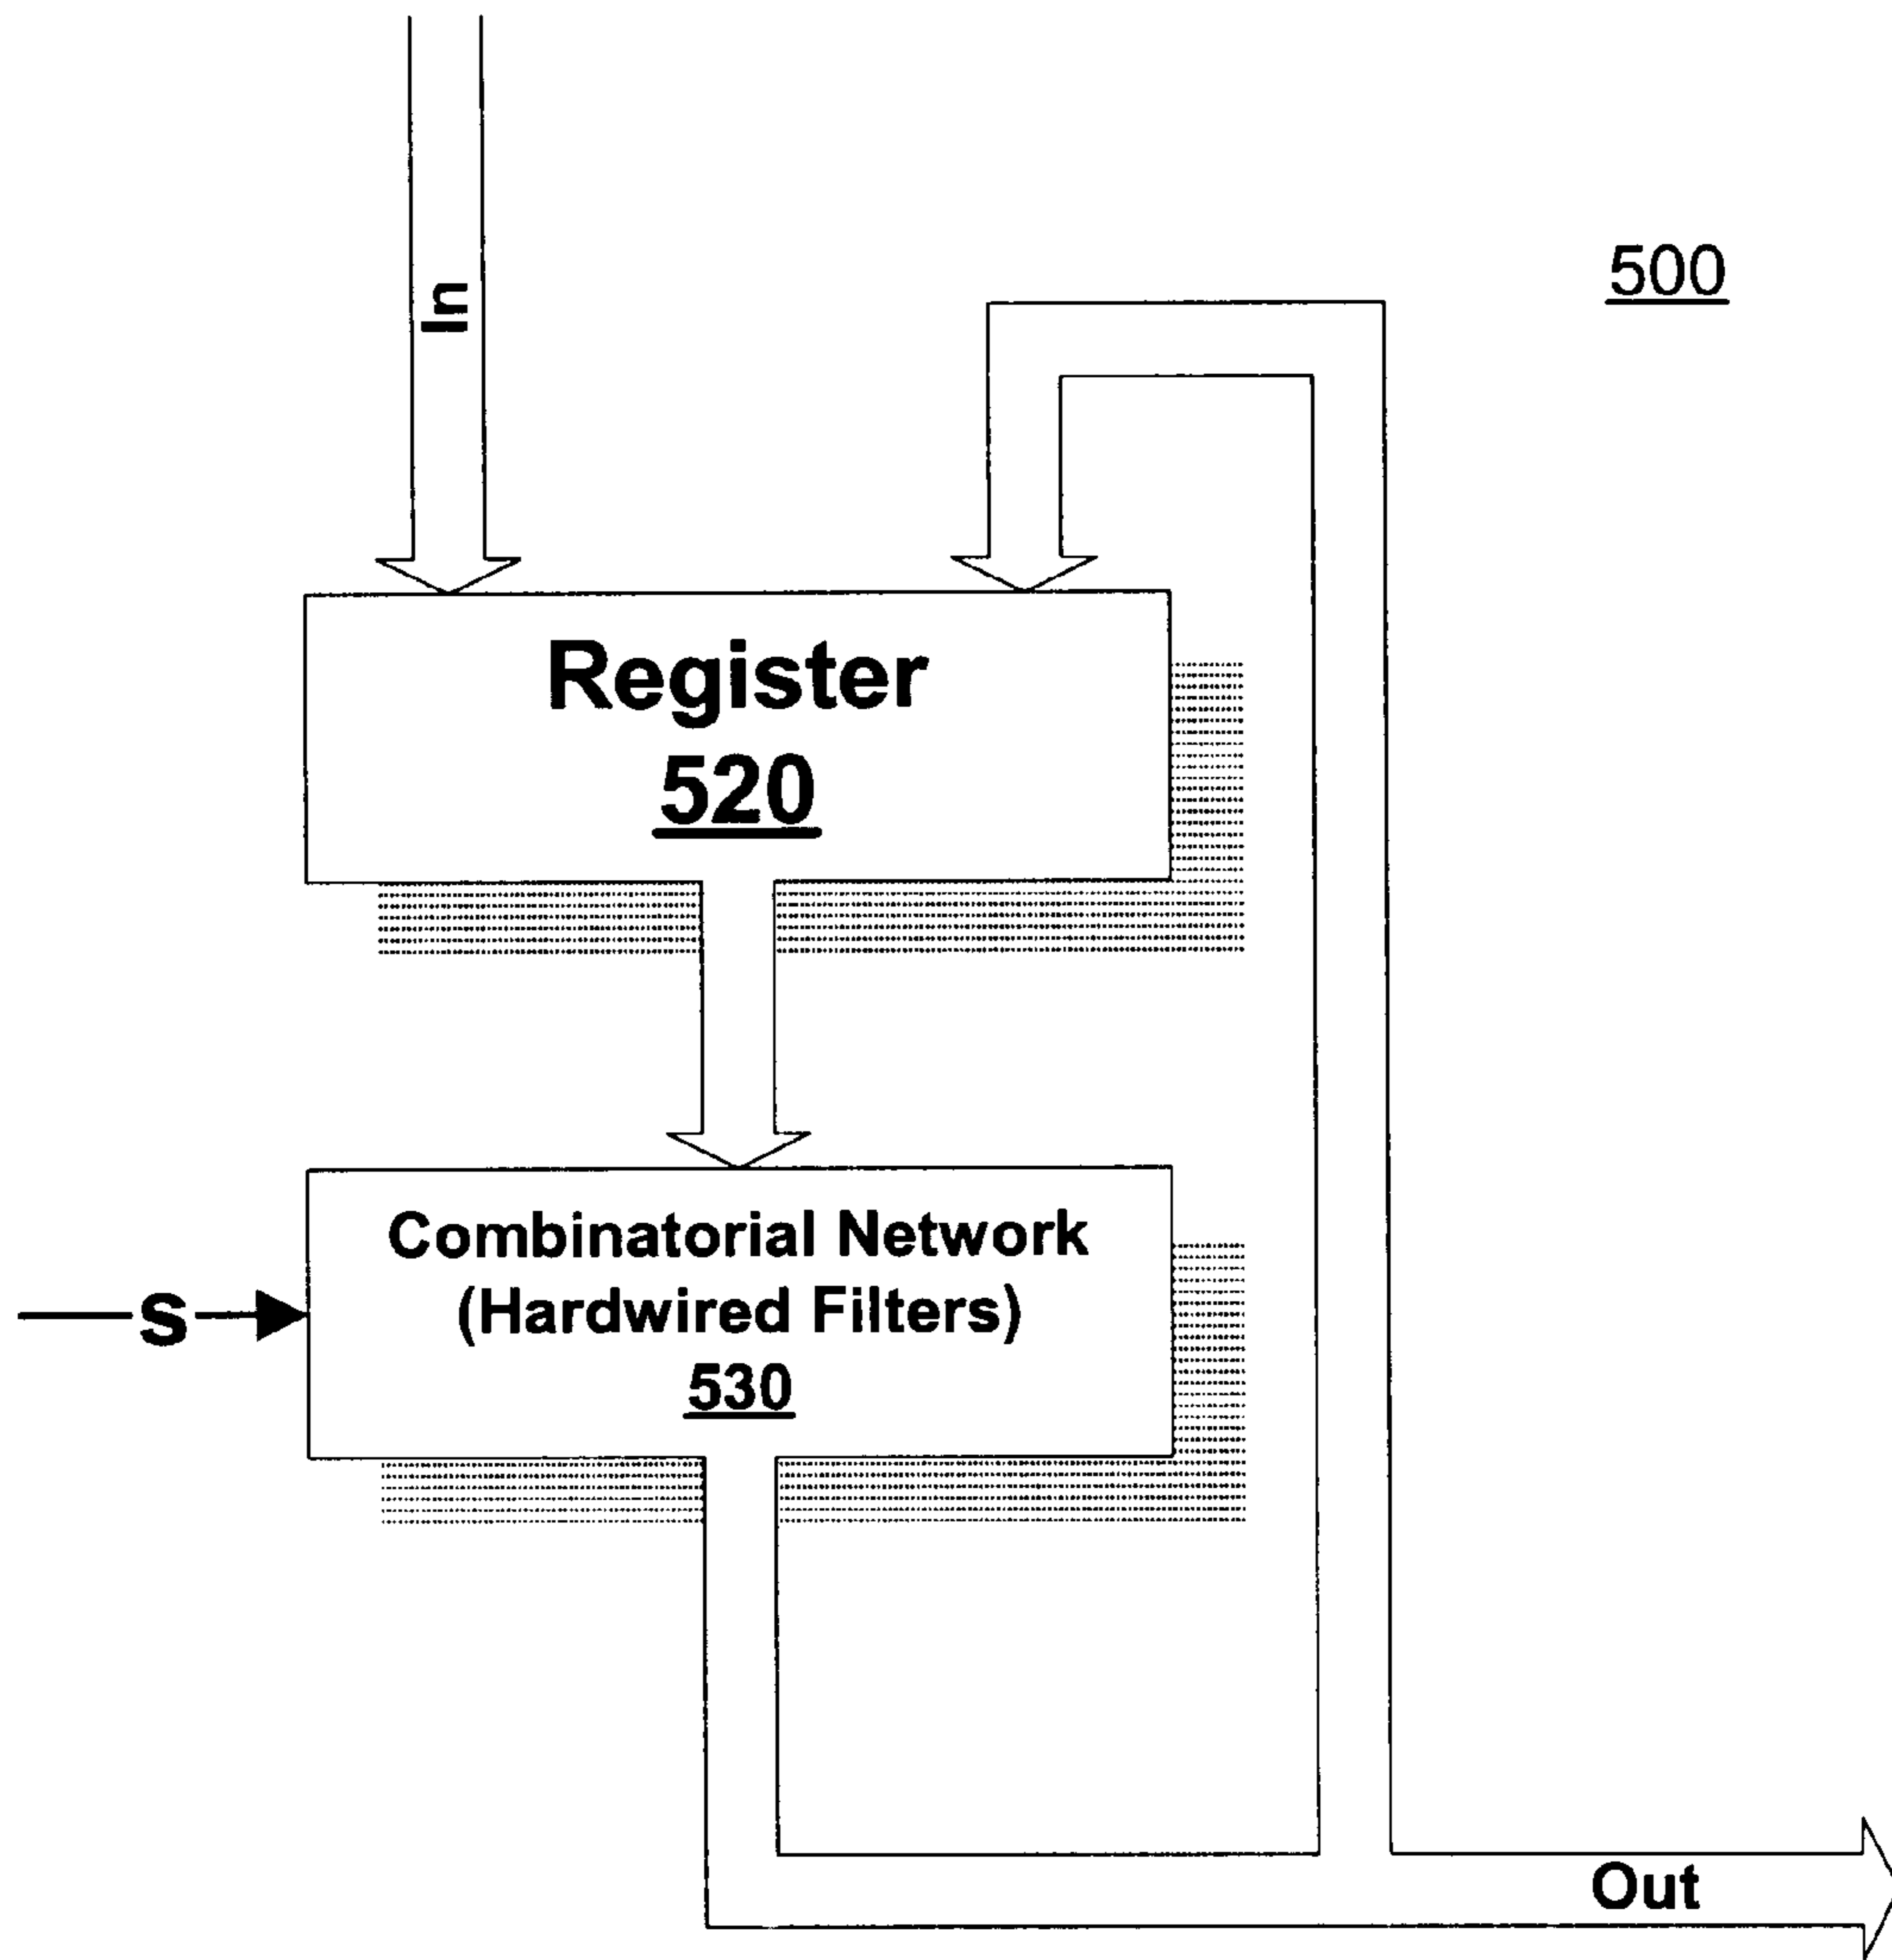 In
500
Register
520
Combinatorial Network
(Hardwired Filters)
530
S
Out